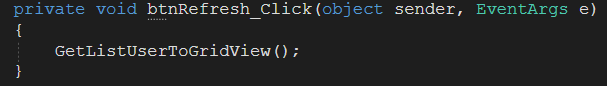 private void btnRefresh_Click(object sender, EventArgs e)
{
    GetListUserToGridView();
}